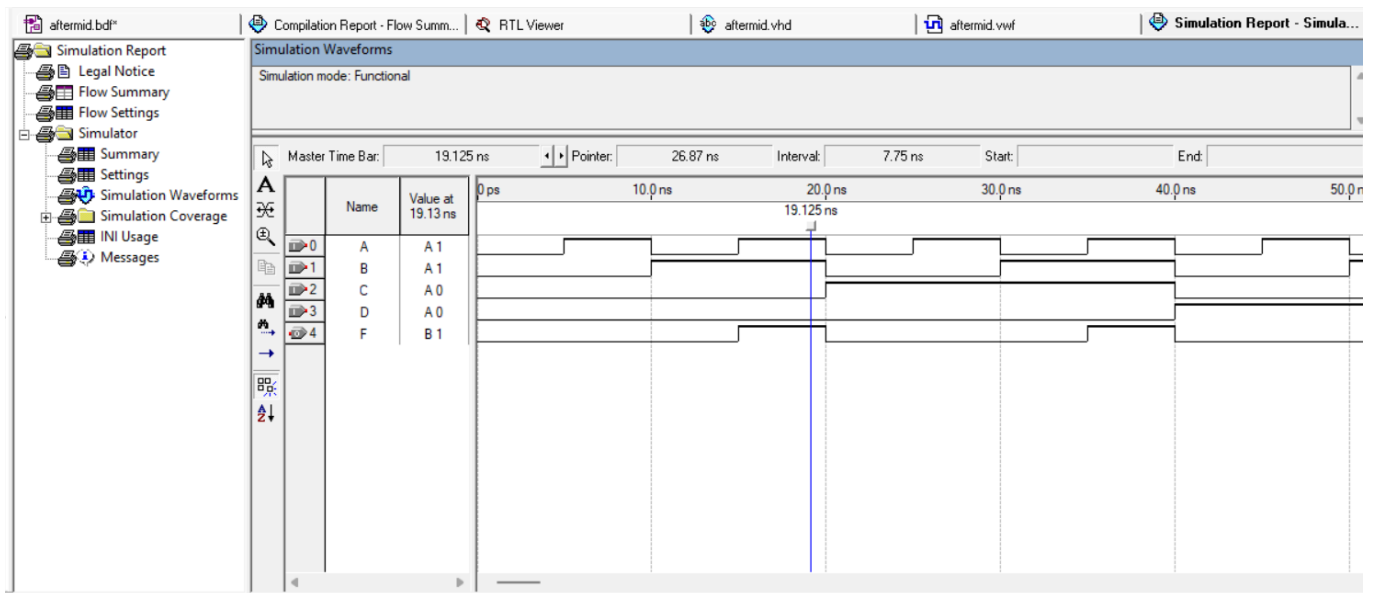 aftermid.bdf*
Compilation Report - Flow Summ...
RTL Viewer
aftermid.vhd
aftermid.vwf
Simulation Report - Simula...
Simulation Report
Legal Notice
Flow Summary
Flow Settings
Simulator
Summary
Settings
Simulation Waveforms
Simulation Coverage
INI Usage
Messages
Simulation Waveforms
Simulation mode: Functional
Master Time Bar: 19.125 ns Pointer: 26.87 ns Interval: 7.75 ns Start: End:
Name
Value at
19.13 ns
0 ps 10.0 ns 20.0 ns 30.0 ns 40.0 ns 50.0 n
19.125 ns
0 A A 1
1 B A 1
2 C A 0
3 D A 0
4 F B 1